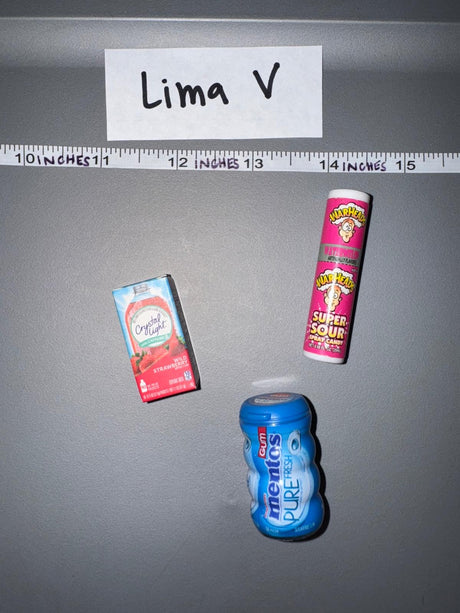 Lima V
10 INCHES 11 12 INCHES 13 14 INCHES 15
WARHEADS
WATERMELON
WARHEADS
SUPER
SOUR
SPRAY CANDY
Crystal
Light
WILD
STRAWBERRY
GUM
mentos
PURE FRESH